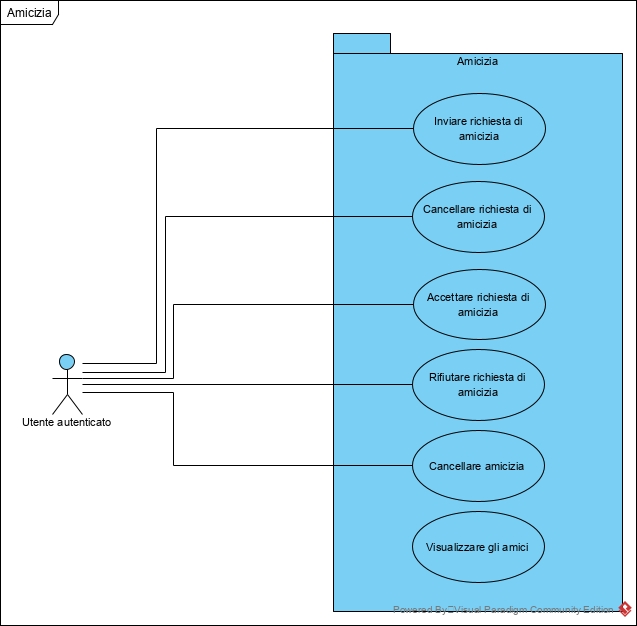 Amicizia
Amicizia
Inviare richiesta di
amicizia
Cancellare richiesta di
amicizia
Accettare richiesta di
amicizia
Rifiutare richiesta di
amicizia
Utente autenticato
Cancellare amicizia
Visualizzare gli amici
Powered By Visual Paradigm Community Edition